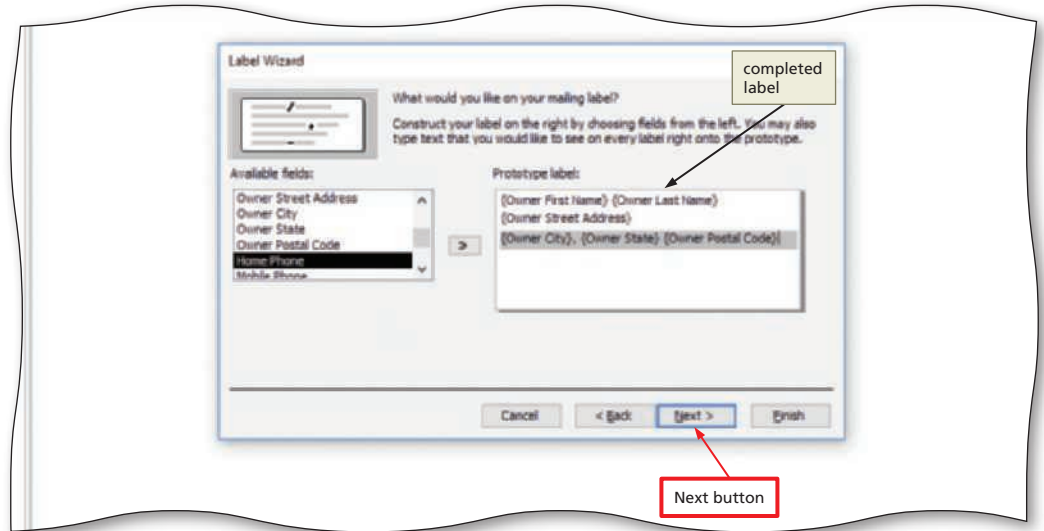 Label Wizard
completed
label
What would you like on your mailing label?
Construct your label on the right by choosing fields from the left. You may also
type text that you would like to see on every label right onto the prototype.
Available fields:
Prototype label:
Owner Street Address
Owner City
Owner State
Owner Postal Code
Home Phone
Mobile Phone
>
{Owner First Name} {Owner Last Name}
{Owner Street Address}
{Owner City}, {Owner State} {Owner Postal Code}
Cancel
< Back
Next >
Finish
Next button